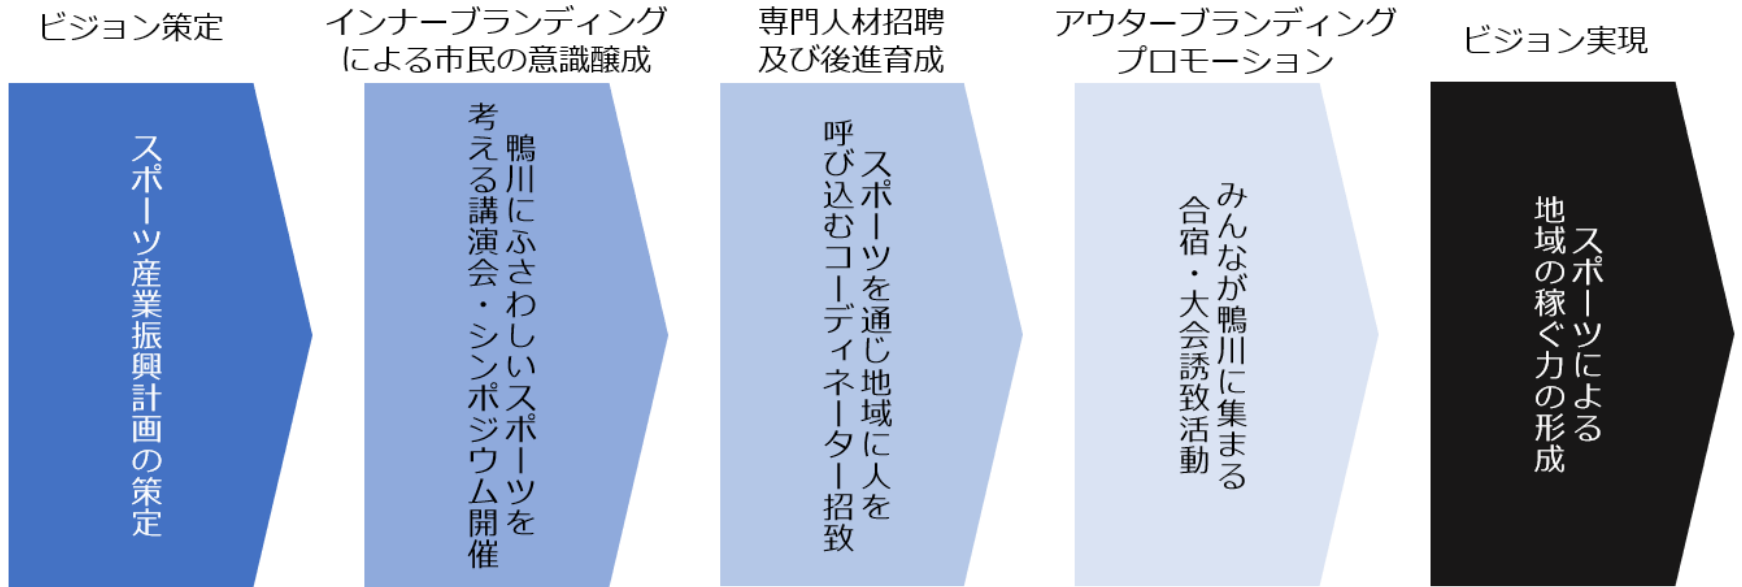 ビジョン策定
スポーツ産業振興計画の策定
インナーブランディング
による市民の意識醸成
鴨川にふさわしいスポーツを
考える講演会・シンポジウム開催
専門人材招聘
及び後進育成
スポーツを通じ地域に人を
呼び込むコーディネーター招致
アウターブランディング
プロモーション
みんなが鴨川に集まる
合宿・大会誘致活動
ビジョン実現
スポーツによる
地域の稼ぐ力の形成